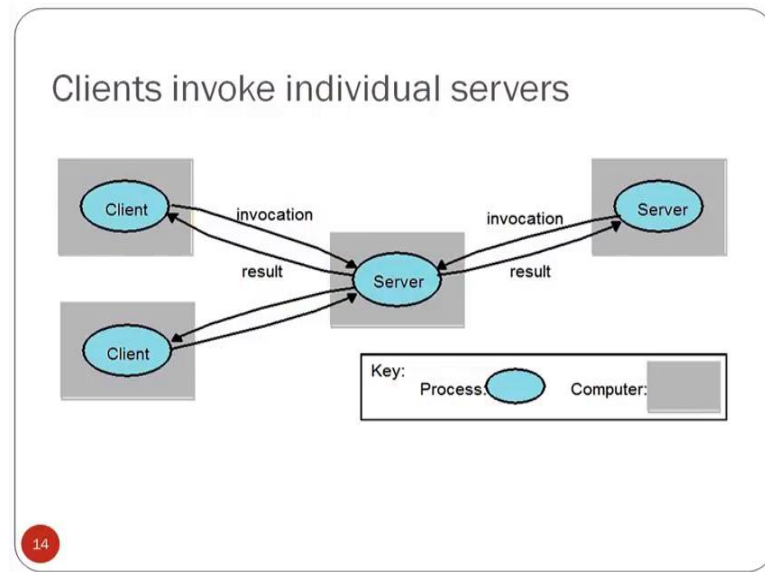 Clients invoke individual servers
Client
invocation
result
Server
invocation
result
Server
Client
Key:
Process:
Computer:
14